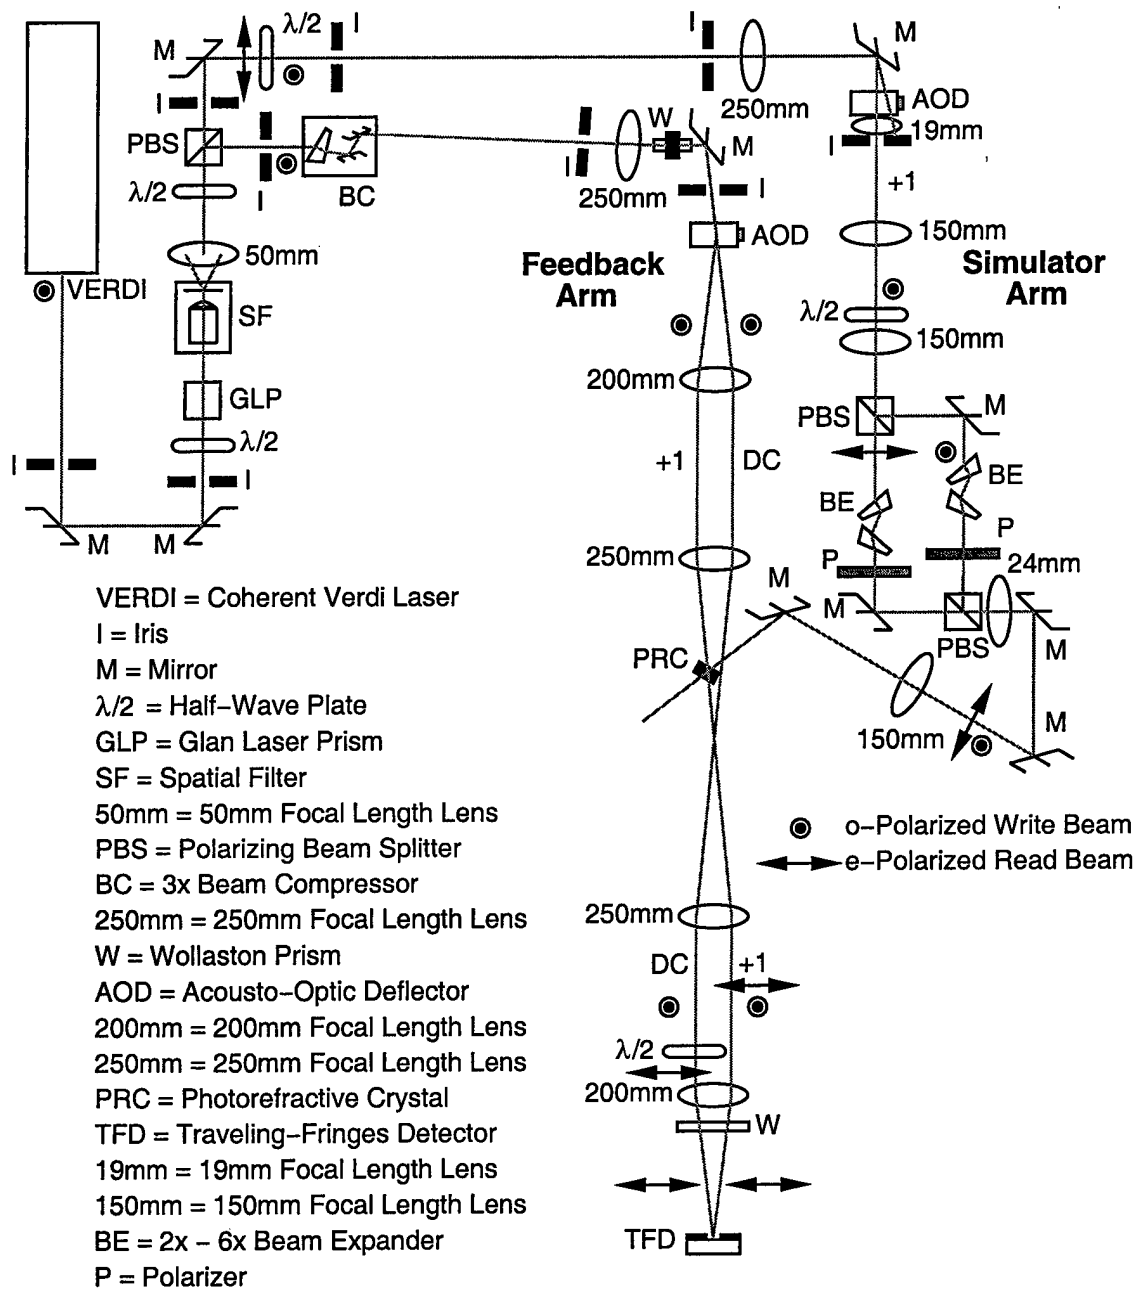 λ/2
I
I
M
M
I
250mm
AOD
W
19mm
PBS
I
M
I
+1
BC
I
250mm
I
λ/2
I
AOD
150mm
50mm
Feedback
Arm
Simulator
Arm
VERDI
SF
λ/2
150mm
200mm
GLP
PBS
M
λ/2
+1
DC
BE
BE
I
I
P
M
M
250mm
P
24mm
M
M
PRC
PBS
M
M
150mm
VERDI = Coherent Verdi Laser
I = Iris
M = Mirror
λ/2 = Half-Wave Plate
GLP = Glan Laser Prism
SF = Spatial Filter
50mm = 50mm Focal Length Lens
PBS = Polarizing Beam Splitter
BC = 3x Beam Compressor
250mm = 250mm Focal Length Lens
W = Wollaston Prism
AOD = Acousto-Optic Deflector
200mm = 200mm Focal Length Lens
250mm = 250mm Focal Length Lens
PRC = Photorefractive Crystal
TFD = Traveling-Fringes Detector
19mm = 19mm Focal Length Lens
150mm = 150mm Focal Length Lens
BE = 2x - 6x Beam Expander
P = Polarizer
o-Polarized Write Beam
e-Polarized Read Beam
250mm
DC
+1
λ/2
200mm
W
TFD